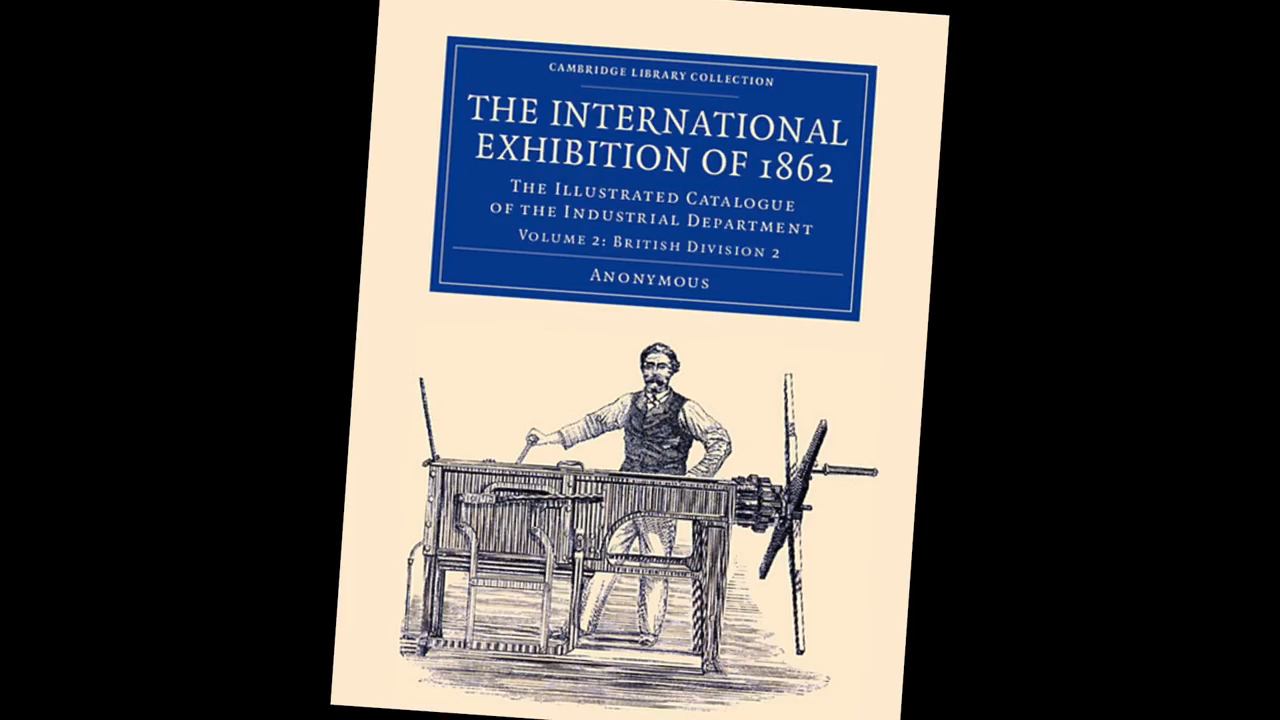 CAMBRIDGE LIBRARY COLLECTION
THE INTERNATIONAL
EXHIBITION OF 1862
THE ILLUSTRATED CATALOGUE
OF THE INDUSTRIAL DEPARTMENT
VOLUME 2: BRITISH DIVISION 2
ANONYMOUS